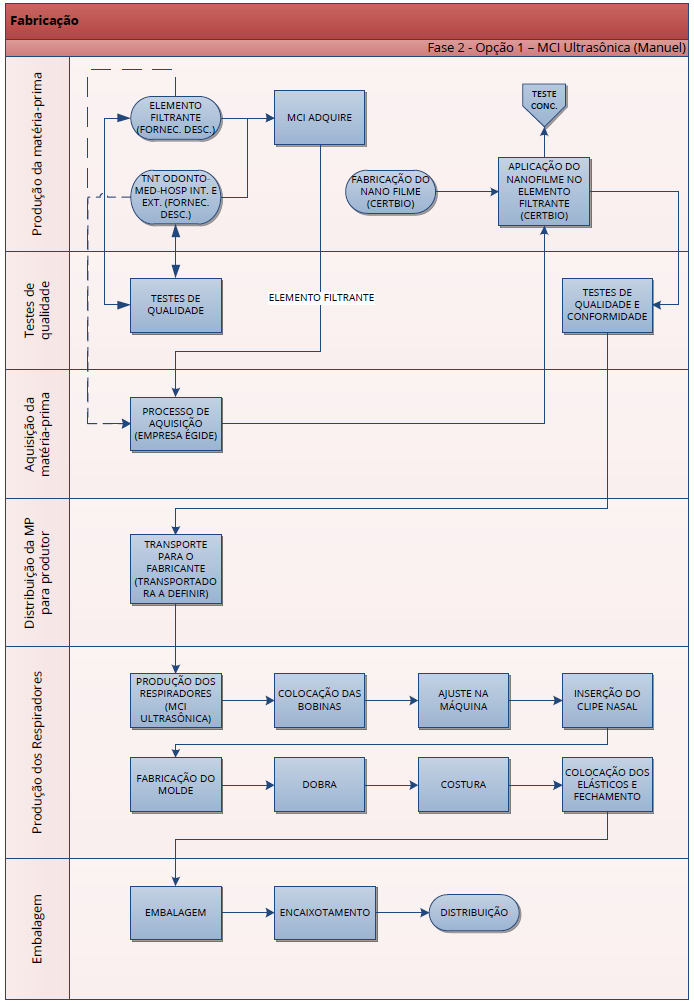 Fabricação
Fase 2 - Opção 1 – MCI Ultrasônica (Manuel)
Produção da matéria-prima
ELEMENTO
FILTRANTE
(FORNEC. DESC.)
MCI ADQUIRE
TESTE
CONC.
TNT ODONTO-
MED-HOSP INT. E
EXT. (FORNEC.
DESC.)
FABRICAÇÃO DO
NANO FILME
(CERTBIO)
APLICAÇÃO DO
NANOFILME NO
ELEMENTO
FILTRANTE
(CERTBIO)
Testes de
qualidade
TESTES DE
QUALIDADE
ELEMENTO FILTRANTE
TESTES DE
QUALIDADE E
CONFORMIDADE
Aquisição da
matéria-prima
PROCESSO DE
AQUISIÇÃO
(EMPRESA ÉGIDE)
Distribuição da MP
para produtor
TRANSPORTE
PARA O
FABRICANTE
(TRANSPORTADO
RA A DEFINIR)
Produção dos Respiradores
PRODUÇÃO DOS
RESPIRADORES
(MCI
ULTRASÔNICA)
COLOCAÇÃO DAS
BOBINAS
AJUSTE NA
MÁQUINA
INSERÇÃO DO
CLIPE NASAL
FABRICAÇÃO DO
MOLDE
DOBRA
COSTURA
COLOCAÇÃO DOS
ELÁSTICOS E
FECHAMENTO
Embalagem
EMBALAGEM
ENCAIXOTAMENTO
DISTRIBUIÇÃO